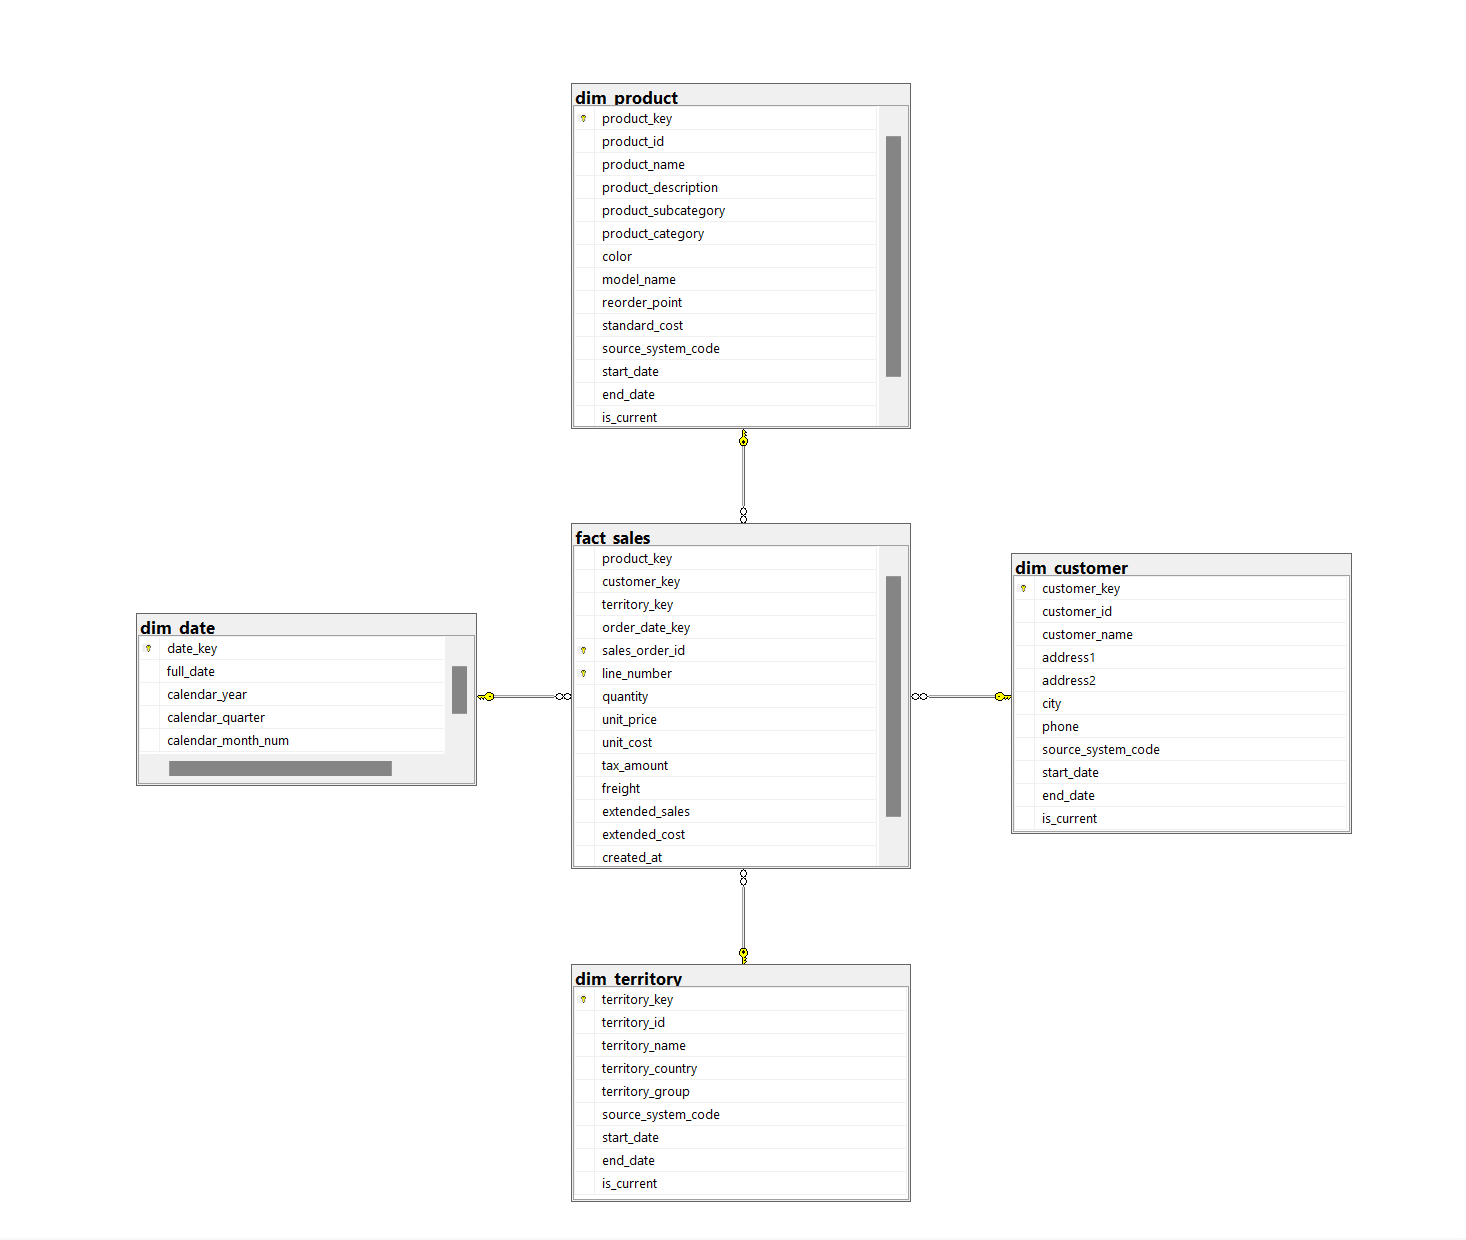 dim_product
product_key
product_id
product_name
product_description
product_subcategory
product_category
color
model_name
reorder_point
standard_cost
source_system_code
start_date
end_date
is_current
fact_sales
product_key
customer_key
territory_key
order_date_key
sales_order_id
line_number
quantity
unit_price
unit_cost
tax_amount
freight
extended_sales
extended_cost
created_at
dim_date
date_key
full_date
calendar_year
calendar_quarter
calendar_month_num
dim_customer
customer_key
customer_id
customer_name
address1
address2
city
phone
source_system_code
start_date
end_date
is_current
dim_territory
territory_key
territory_id
territory_name
territory_country
territory_group
source_system_code
start_date
end_date
is_current